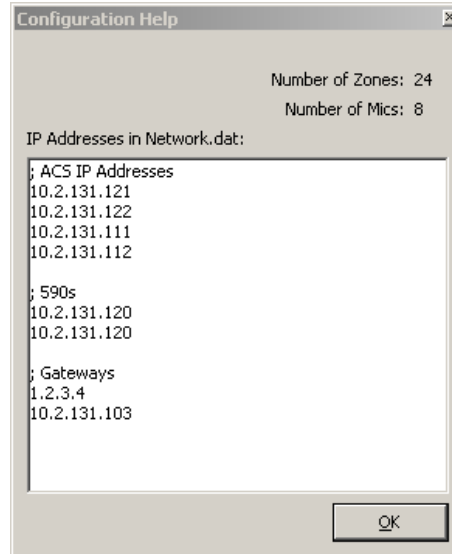 Configuration Help
Number of Zones: 24
Number of Mics: 8
IP Addresses in Network.dat:
; ACS IP Addresses
10.2.131.121
10.2.131.122
10.2.131.111
10.2.131.112
; 590s
10.2.131.120
10.2.131.120
; Gateways
1.2.3.4
10.2.131.103
OK